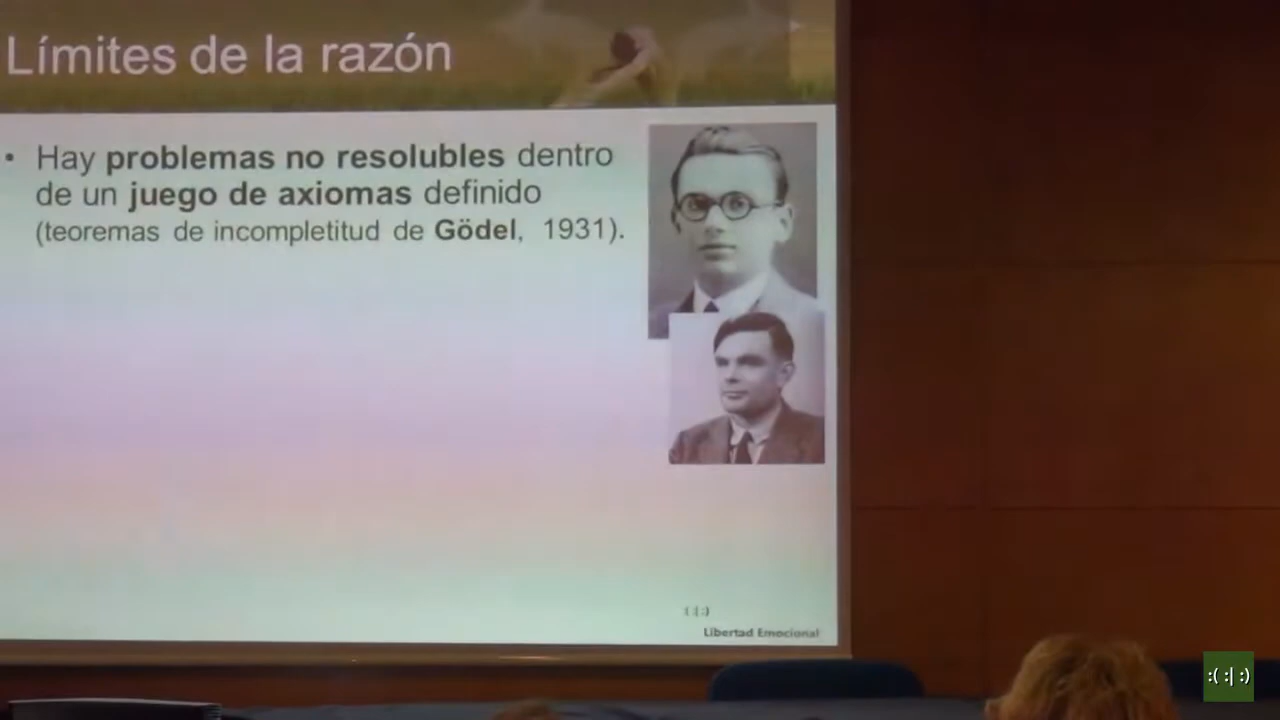 Límites de la razón
• Hay problemas no resolubles dentro
de un juego de axiomas definido
(teoremas de incompletitud de Gödel, 1931).
:( :| :)
Libertad Emocional
:( :| :)